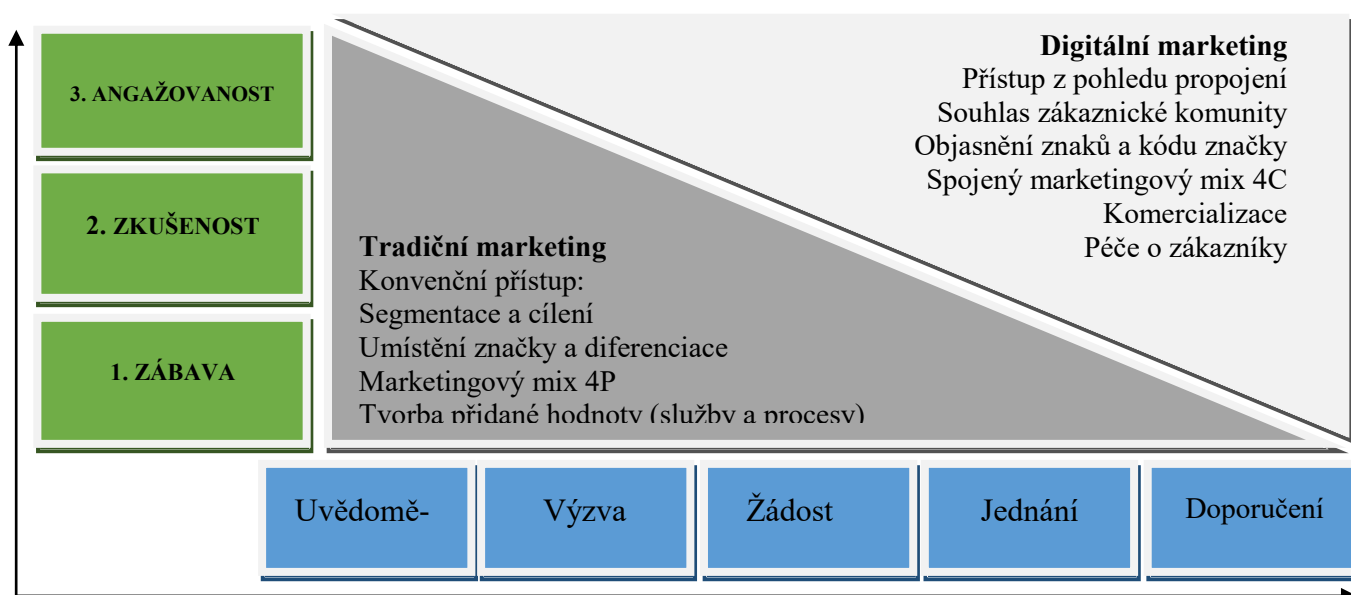 3. ANGAŽOVANOST
2. ZKUŠENOST
1. ZÁBAVA
Digitální marketing
Přístup z pohledu propojení
Souhlas zákaznické komunity
Objasnění znaků a kódu značky
Spojený marketingový mix 4C
Komercializace
Péče o zákazníky
Tradiční marketing
Konvenční přístup:
Segmentace a cílení
Umístění značky a diferenciace
Marketingový mix 4P
Tvorba přidané hodnoty (služby a procesy)
Uvědomě-
Výzva
Žádost
Jednání
Doporučení